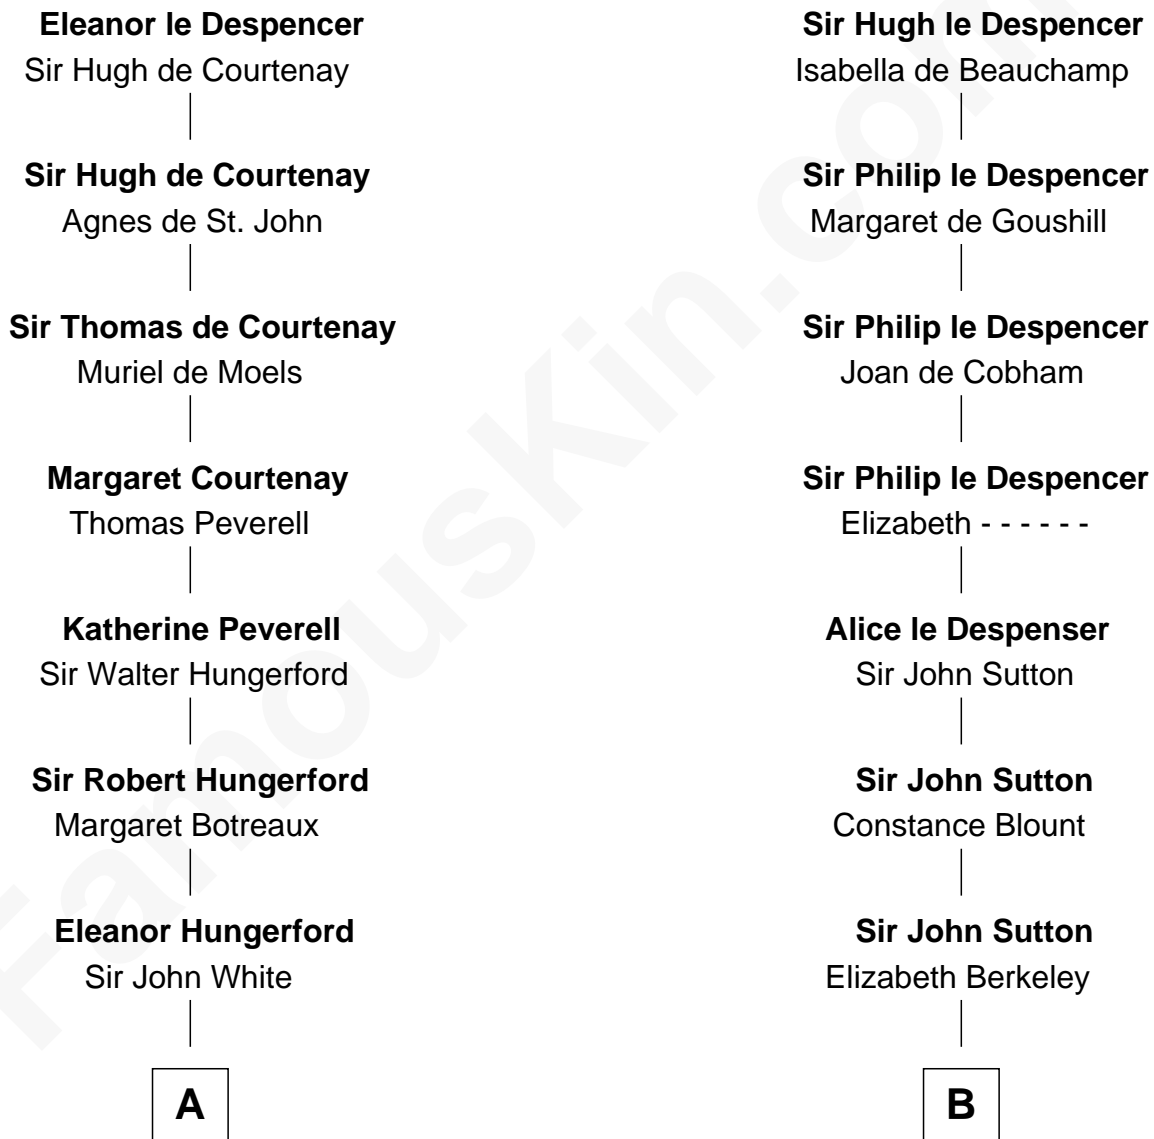 Eleanor le Despencer
Sir Hugh de Courtenay
Sir Hugh de Courtenay
Agnes de St. John
Sir Thomas de Courtenay
Muriel de Moels
Margaret Courtenay
Thomas Peverell
Katherine Peverell
Sir Walter Hungerford
Sir Robert Hungerford
Margaret Botreaux
Eleanor Hungerford
Sir John White
A
Sir Hugh le Despencer
Isabella de Beauchamp
Sir Philip le Despencer
Margaret de Goushill
Sir Philip le Despencer
Joan de Cobham
Sir Philip le Despencer
Elizabeth - - - - - -
Alice le Despenser
Sir John Sutton
Sir John Sutton
Constance Blount
Sir John Sutton
Elizabeth Berkeley
B
FamousKin.com